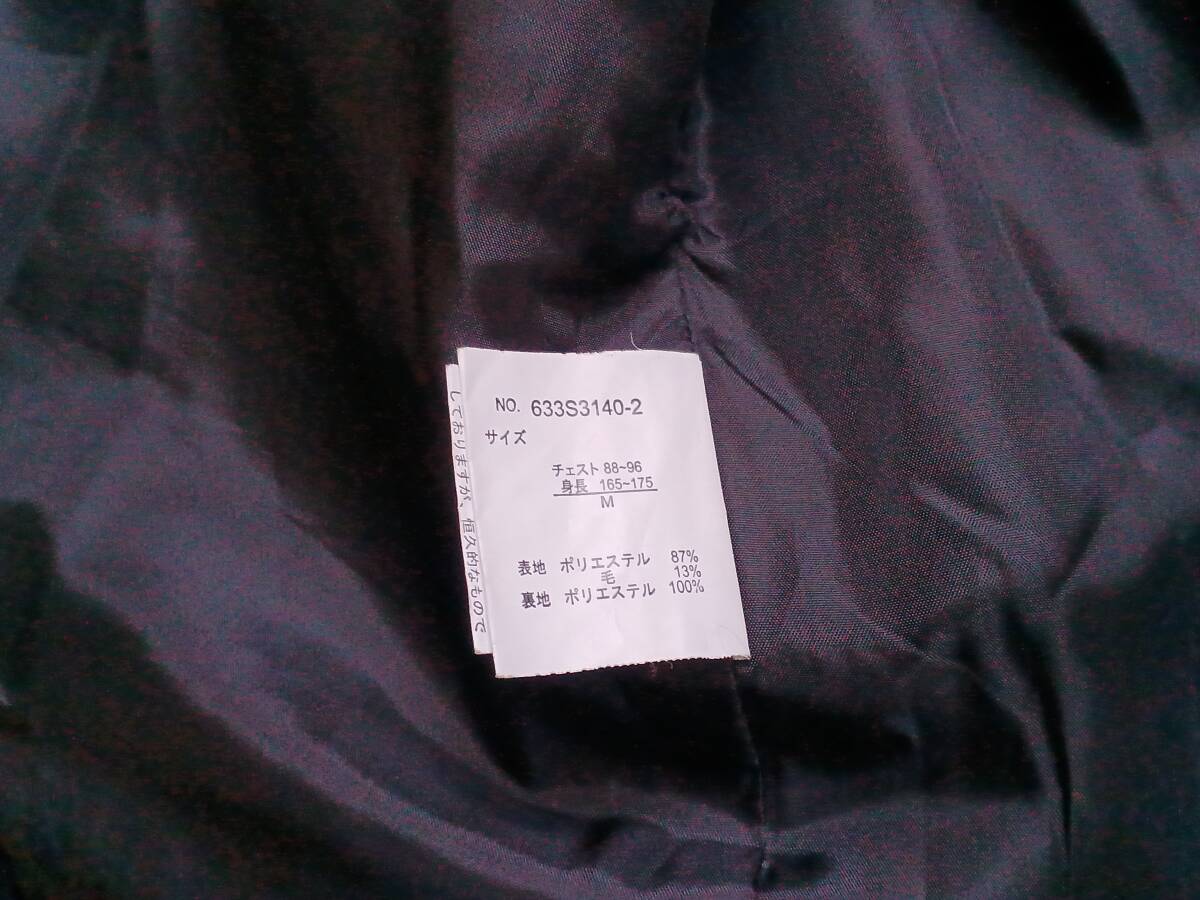 NO. 633S3140-2
サイズ
チェスト 88~96
身長 165~175
M
表地 ポリエステル 87%
毛 13%
裏地 ポリエステル 100%
しておりますが、恒久的なもので